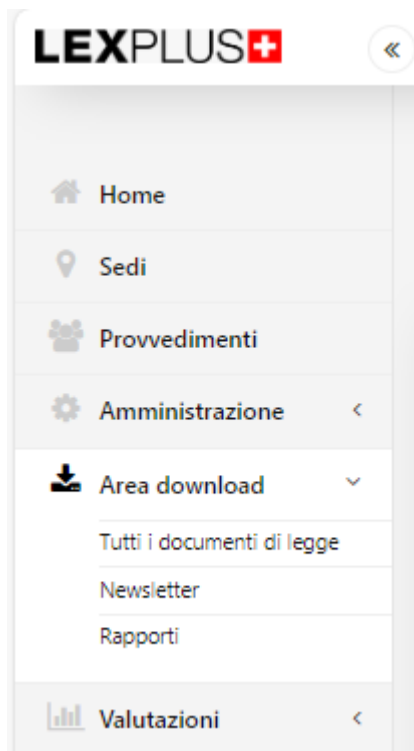 LEXPLUS
Home
Sedi
Provvedimenti
Amministrazione
Area download
Tutti i documenti di legge
Newsletter
Rapporti
Valutazioni